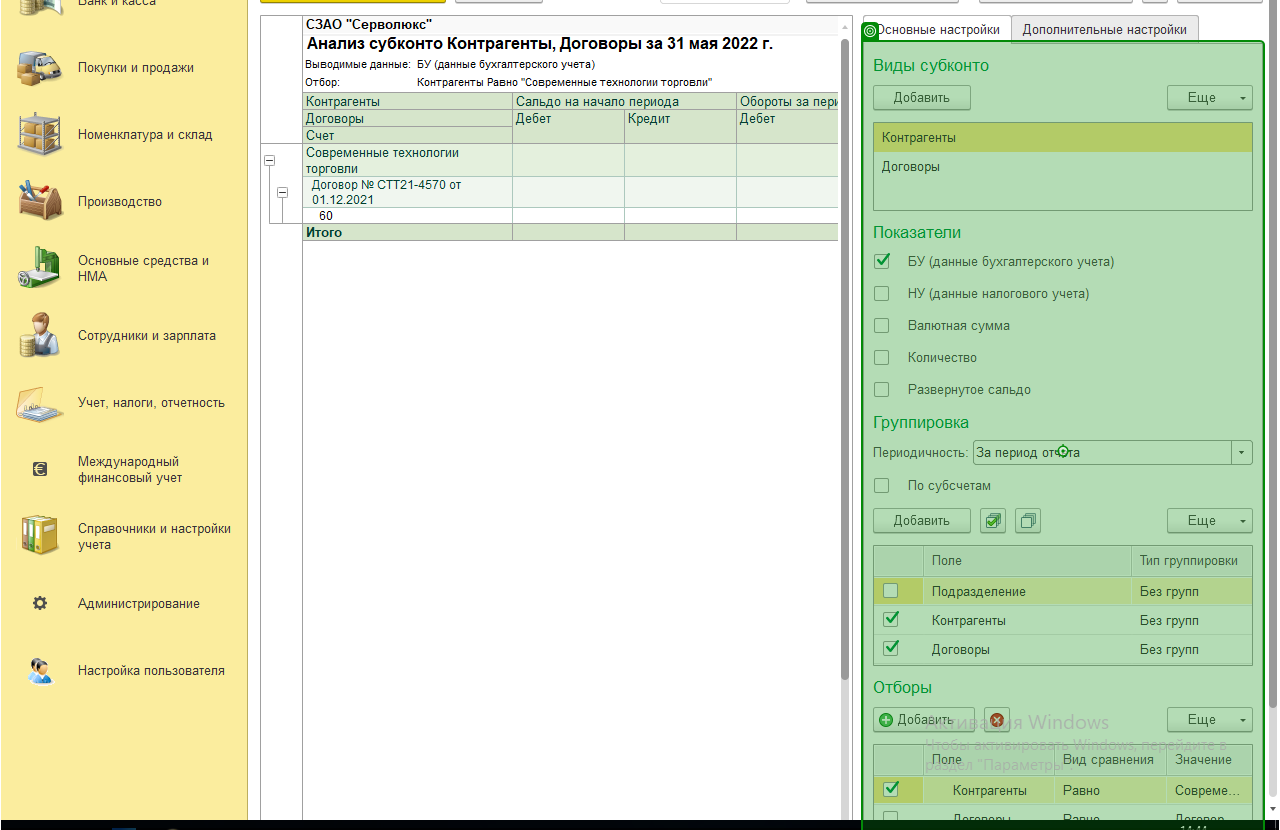 Банк и касса
Покупки и продажи
Номенклатура и склад
Производство
Основные средства и
НМА
Сотрудники и зарплата
Учет, налоги, отчетность
Международный
финансовый учет
Справочники и настройки
учета
Администрирование
Настройка пользователя
СЗАО "Серволюкс"
Анализ субконто Контрагенты, Договоры за 31 мая 2022 г.
Выводимые данные: БУ (данные бухгалтерского учета)
Отбор: Контрагенты Равно "Современные технологии торговли"
Контрагенты Сальдо на начало периода Обороты за пери
Договоры Дебет Кредит Дебет
Счет
Современные технологии
торговли
Договор № СТТ21-4570 от
01.12.2021
60
Итого
Основные настройки Дополнительные настройки
Виды субконто
Добавить Еще
Контрагенты
Договоры
Показатели
БУ (данные бухгалтерского учета)
НУ (данные налогового учета)
Валютная сумма
Количество
Развернутое сальдо
Группировка
Периодичность: За период отчета
По субсчетам
Добавить Еще
Поле Тип группировки
Подразделение Без групп
Контрагенты Без групп
Договоры Без групп
Отборы
Добавить Еще
Активация Windows
Чтобы активировать Windows, перейдите в
раздел "Параметры".
Поле Вид сравнения Значение
Контрагенты Равно Совреме...
Договоры Равно Договор